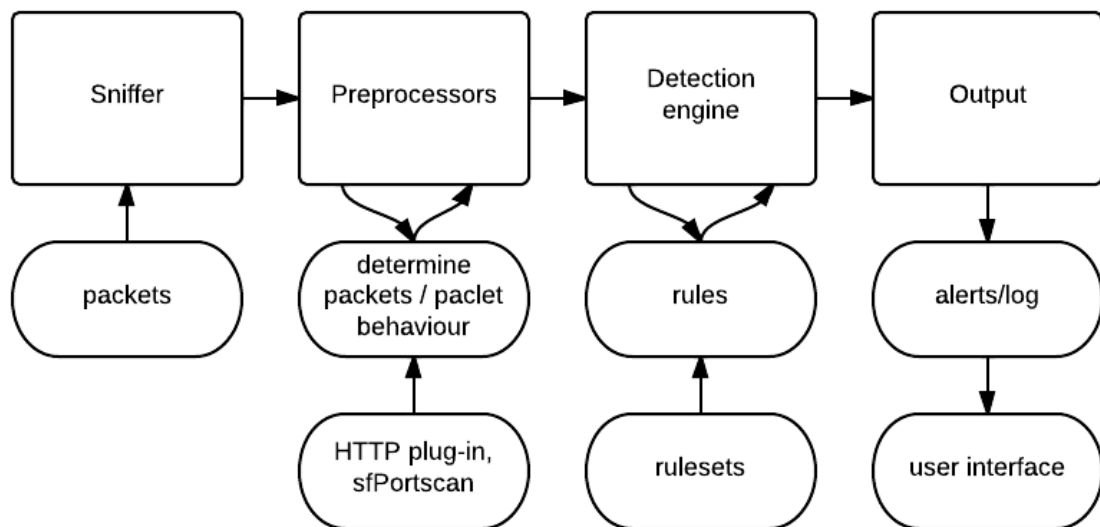 Sniffer
Preprocessors
Detection
engine
Output
packets
determine
packets / paclet
behaviour
rules
alerts/log
HTTP plug-in,
sfPortscan
rulesets
user interface